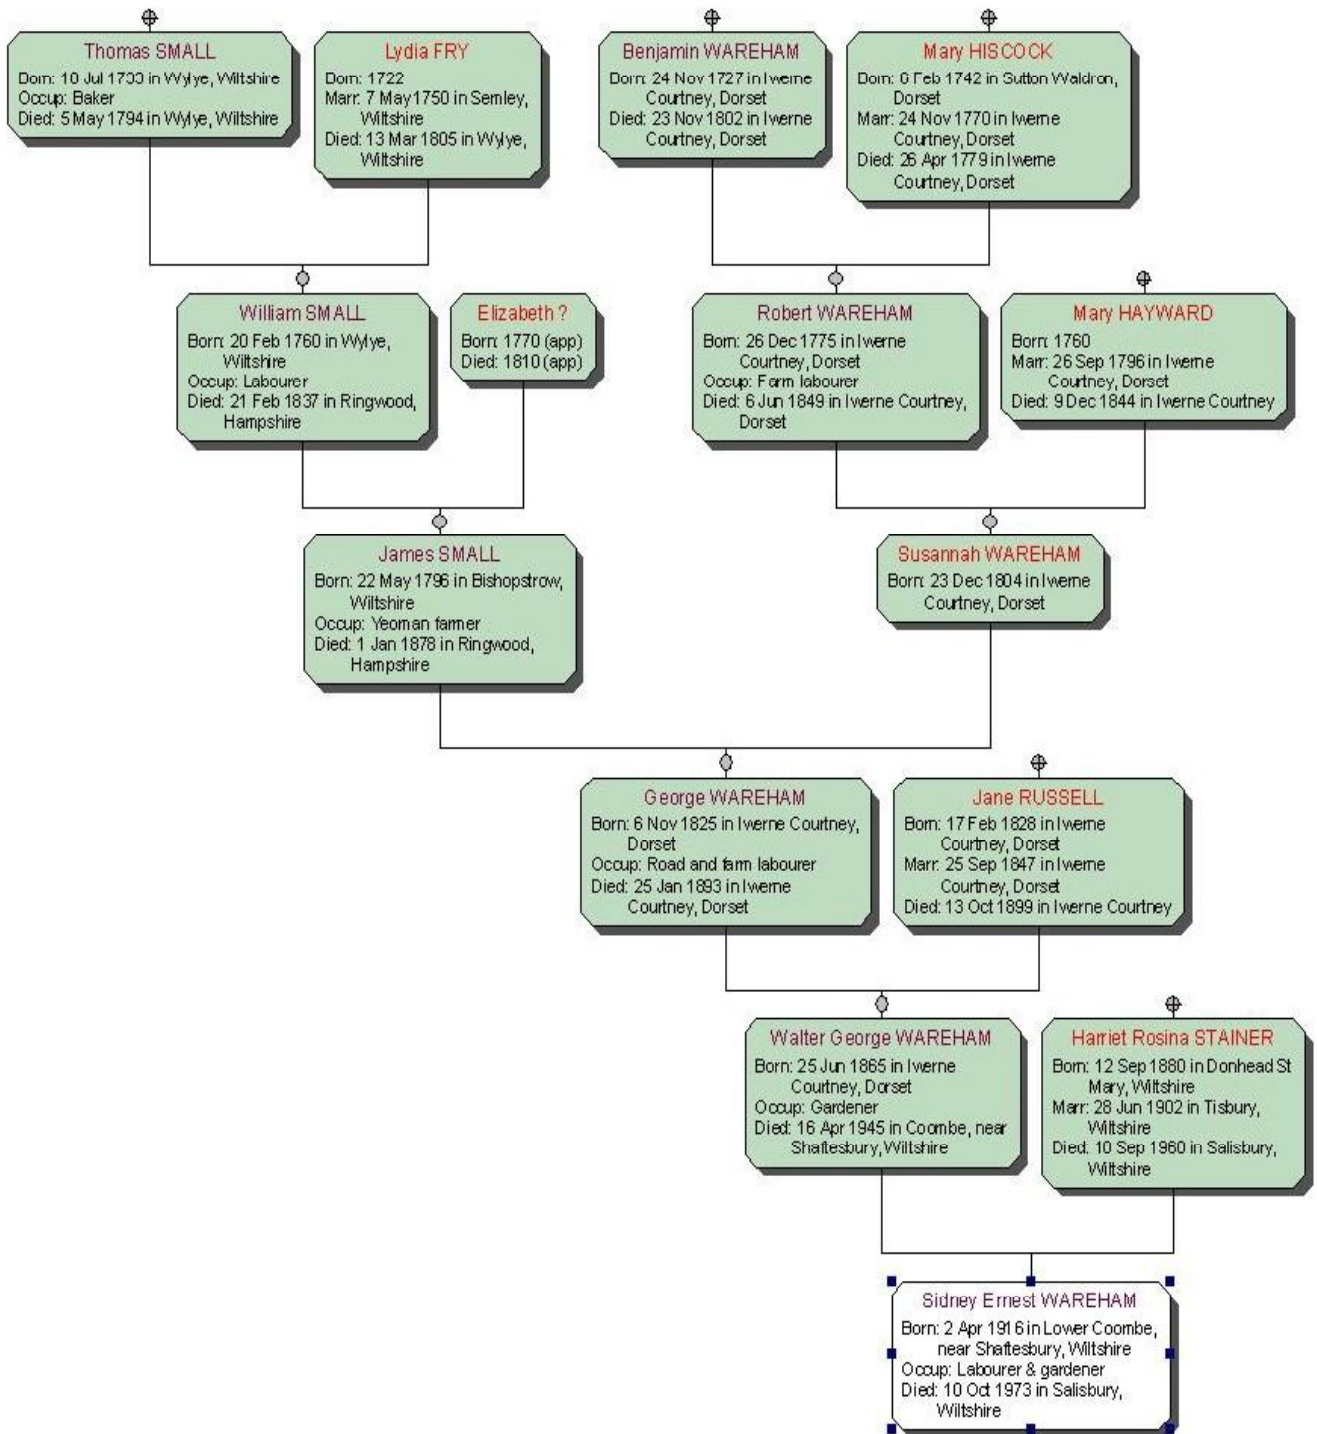 Thomas SMALL
Born: Jul in Wylye, Wiltshire
Occup: Baker
Died: 5 May 1794 in Wylye, Wiltshire
Lydia FRY
Born: 1722
Marr: 7 May 1750 in Semley,
Wiltshire
Died: 13 Mar 1805 in Wylye,
Wiltshire
Benjamin WAREHAM
Born: 24 Nov 1727 in Iwerne
Courtney, Dorset
Died: 23 Nov 1802 in Iwerne
Courtney, Dorset
Mary HISCOCK
Born: Feb 1742 in Sutton Waldron,
Dorset
Marr: 24 Nov 1770 in Iwerne
Courtney, Dorset
Died: 26 Apr 1779 in Iwerne
Courtney, Dorset
William SMALL
Born: 20 Feb 1760 in Wylye,
Wiltshire
Occup: Labourer
Died: 21 Feb 1837 in Ringwood,
Hampshire
Elizabeth ?
Born: 1770 (app)
Died: 1810 (app)
Robert WAREHAM
Born: 26 Dec 1775 in Iwerne
Courtney, Dorset
Occup: Farm labourer
Died: 6 Jun 1849 in Iwerne Courtney,
Dorset
Mary HAYWARD
Born: 1760
Marr: 26 Sep 1796 in Iwerne
Courtney, Dorset
Died: 9 Dec 1844 in Iwerne Courtney
James SMALL
Born: 22 May 1796 in Bishopstrow,
Wiltshire
Occup: Yeoman farmer
Died: 1 Jan 1878 in Ringwood,
Hampshire
Susannah WAREHAM
Born: 23 Dec 1804 in Iwerne
Courtney, Dorset
George WAREHAM
Born: 6 Nov 1825 in Iwerne Courtney,
Dorset
Occup: Road and farm labourer
Died: 25 Jan 1893 in Iwerne
Courtney, Dorset
Jane RUSSELL
Born: 17 Feb 1828 in Iwerne
Courtney, Dorset
Marr: 25 Sep 1847 in Iwerne
Courtney, Dorset
Died: 13 Oct 1899 in Iwerne Courtney
Walter George WAREHAM
Born: 25 Jun 1865 in Iwerne
Courtney, Dorset
Occup: Gardener
Died: 16 Apr 1945 in Coombe, near
Shaftesbury, Wiltshire
Harriet Rosina STAINER
Born: 12 Sep 1880 in Donhead St
Mary, Wiltshire
Marr: 28 Jun 1902 in Tisbury,
Wiltshire
Died: 10 Sep 1960 in Salisbury,
Wiltshire
Sidney Ernest WAREHAM
Born: 2 Apr 1916 in Lower Coombe,
near Shaftesbury, Wiltshire
Occup: Labourer & gardener
Died: 10 Oct 1973 in Salisbury,
Wiltshire